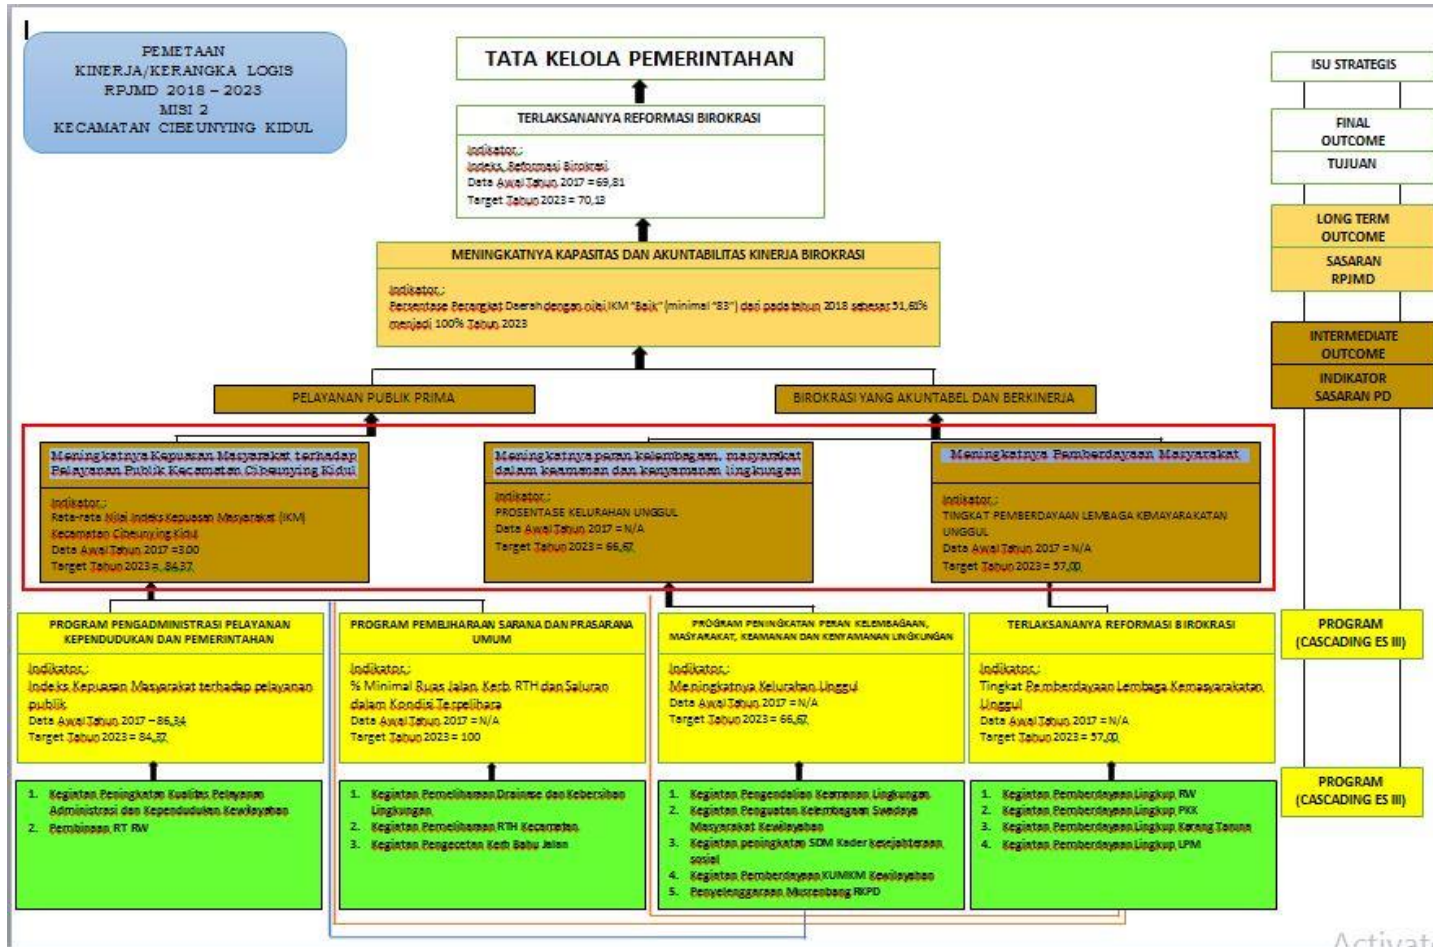 PEMETAAN
KINERJA/KERANGKA LOGIS
RPJMD 2018 – 2023
MISI 2
KECAMATAN CIBEUNYING KIDUL
TATA KELOLA PEMERINTAHAN
TERLAKSANANYA REFORMASI BIROKRASI
Indikator :
Indeks Reformasi Birokrasi
Data Awal Tahun 2017 = 69,81
Target Tahun 2023 = 70,13
MENINGKATNYA KAPASITAS DAN AKUNTABILITAS KINERJA BIROKRASI
Indikator :
Persentase Perangkat Daerah dengan nilai IKM "Baik" (minimal "83") dari pada tahun 2018 sebesar 51,61%
menjadi 100% Tahun 2023
PELAYANAN PUBLIK PRIMA
BIROKRASI YANG AKUNTABEL DAN BERKINERJA
Meningkatnya Kepuasan Masyarakat terhadap
Pelayanan Publik Kecamatan Cibeunying Kidul
Indikator :
Rata-rata Nilai Indeks Kepuasan Masyarakat (IKM)
Kecamatan Cibeunying Kidul
Data Awal Tahun 2017 =3.00
Target Tahun 2023 = 84,37
Meningkatnya peran kelembagaan, masyarakat
dalam keamanan dan kenyamanan lingkungan
Indikator :
PROSENTASE KELURAHAN UNGGUL
Data Awal Tahun 2017 = N/A
Target Tahun 2023 = 66,67
Meningkatnya Pemberdayaan Masyarakat
Indikator :
TINGKAT PEMBERDAYAAN LEMBAGA KEMAYARAKATAN
UNGGUL
Data Awal Tahun 2017 = N/A
Target Tahun 2023 = 57,00
PROGRAM PENGADMINISTRASI PELAYANAN
KEPENDUDUKAN DAN PEMERINTAHAN
Indikator :
Indeks Kepuasan Masyarakat terhadap pelayanan
publik
Data Awal Tahun 2017 – 86,34
Target Tahun 2023 = 84,37
PROGRAM PEMELIHARAAN SARANA DAN PRASARANA
UMUM
Indikator :
% Minimal Ruas Jalan, Kerb, RTH dan Saluran
dalam Kondisi Terpelihara
Data Awal Tahun 2017 = N/A
Target Tahun 2023 = 100
PROGRAM PENINGKATAN PERAN KELEMBAGAAN,
MASYARAKAT, KEAMANAN DAN KENYAMANAN LINGKUNGAN
Indikator :
Meningkatnya Kelurahan Unggul
Data Awal Tahun 2017 = N/A
Target Tahun 2023 = 66,67
TERLAKSANANYA REFORMASI BIROKRASI
Indikator :
Tingkat Pemberdayaan Lembaga Kemasyarakatan
Unggul
Data Awal Tahun 2017 = N/A
Target Tahun 2023 = 57,00
1. Kegiatan Peningkatan Kualitas Pelayanan
Administrasi dan Kependudukan Kewilayahan
2. Pembinaan RT RW
1. Kegiatan Pemeliharaan Drainase dan Kebersihan
Lingkungan
2. Kegiatan Pemeliharaan RTH Kecamatan
3. Kegiatan Pengecetan Kerb Bahu Jalan
1. Kegiatan Pengendalian Keamanan Lingkungan
2. Kegiatan Penguatan Kelembagaan Swadaya
Masyarakat Kewilayahan
3. Kegiatan peningkatan SDM Kader kesejahteraan
sosial
4. Kegiatan Pemberdayaan KUMKM Kewilayahan
5. Penyelenggaraan Musrenbang RKPD
1. Kegiatan Pemberdayaan Lingkup RW
2. Kegiatan Pemberdayaan Lingkup PKK
3. Kegiatan Pemberdayaan Lingkup Karang Taruna
4. Kegiatan Pemberdayaan Lingkup LPM
ISU STRATEGIS
FINAL
OUTCOME
TUJUAN
LONG TERM
OUTCOME
SASARAN
RPJMD
INTERMEDIATE
OUTCOME
INDIKATOR
SASARAN PD
PROGRAM
(CASCADING ES III)
PROGRAM
(CASCADING ES III)
Activat